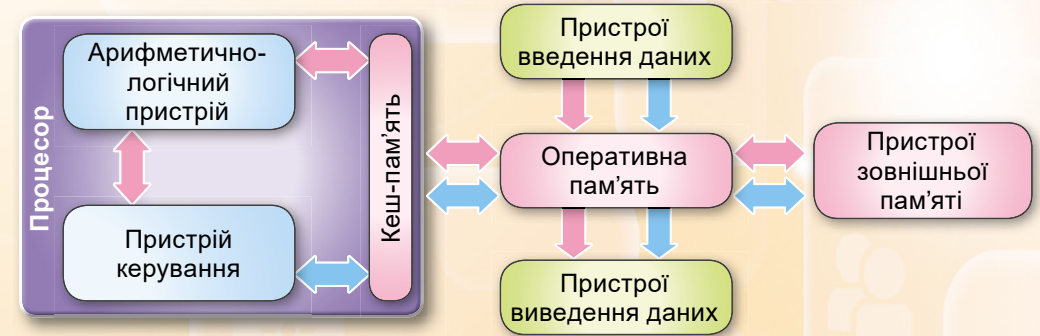 Процесор
Арифметично-
логічний
пристрій
Пристрій
керування
Кеш-пам’ять
Пристрої
введення даних
Оперативна
пам’ять
Пристрої
виведення даних
Пристрої
зовнішньої
пам’яті